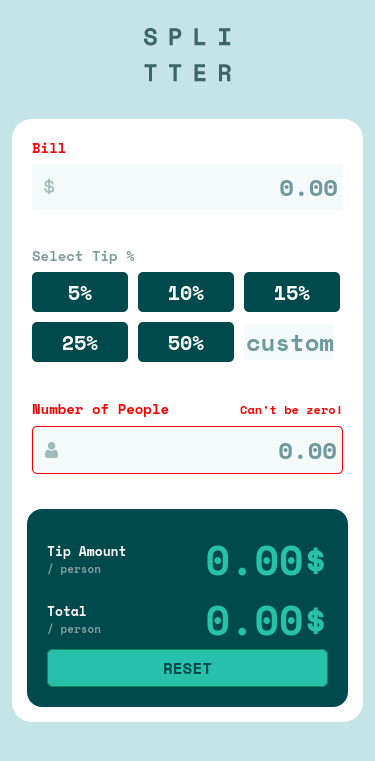 SPLI
TTER
Bill
$ 0.00
Select Tip %
5% 10% 15%
25% 50% custom
Number of People Can't be zero!
0.00
Tip Amount 0.00$
/ person
Total 0.00$
/ person
RESET